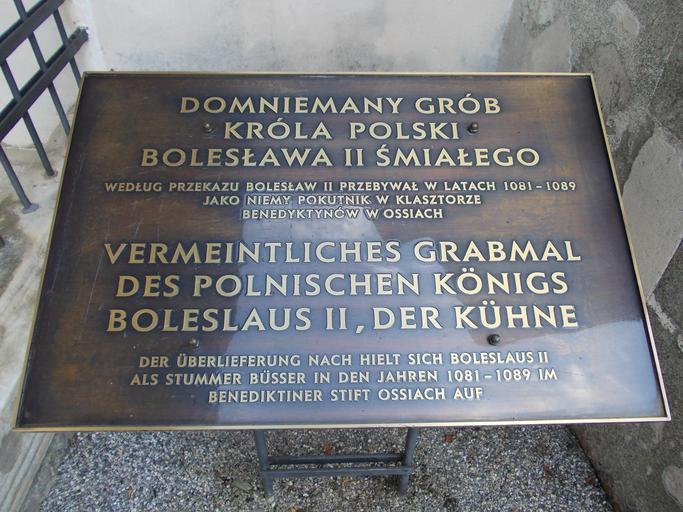 DOMNIEMANY GRÓB
KRÓLA POLSKI
BOLESŁAWA II ŚMIAŁEGO
WEDŁUG PRZEKAZU BOLESŁAW II PRZEBYWAŁ W LATACH 1081-1089
JAKO NIEMY POKUTNIK W KLASZTORZE
BENEDYKTYNÓW W OSSIACH
VERMEINTLICHES GRABMAL
DES POLNISCHEN KÖNIGS
BOLESLAUS II, DER KÜHNE
DER ÜBERLIEFERUNG NACH HIELT SICH BOLESLAUS II
ALS STUMMER BÜSSER IN DEN JAHREN 1081-1089 IM
BENEDIKTINER STIFT OSSIACH AUF